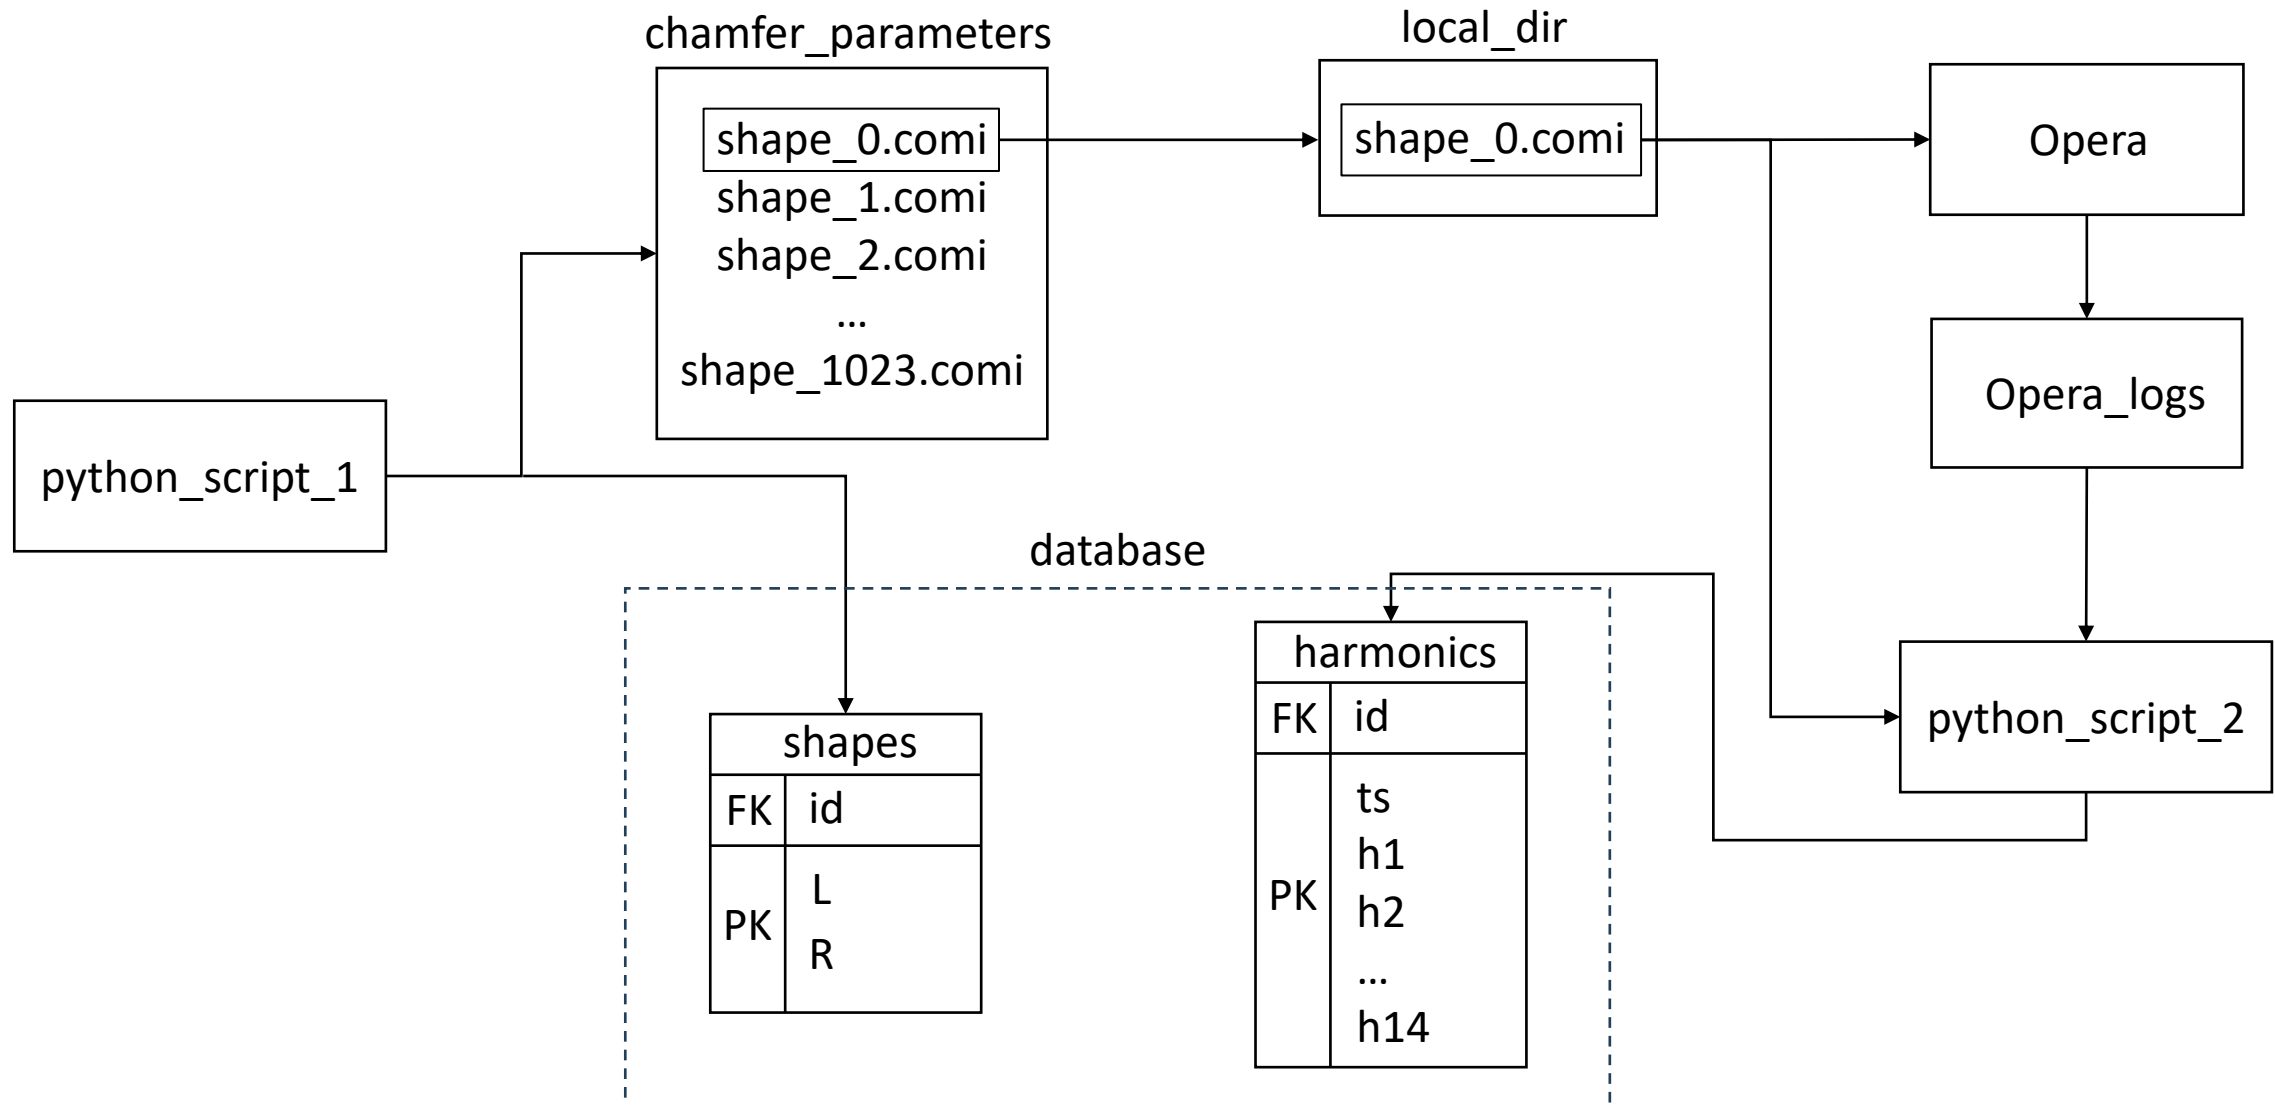 chamfer_parameters
shape_0.comi
shape_1.comi
shape_2.comi
...
shape_1023.comi
local_dir
shape_0.comi
Opera
Opera_logs
python_script_1
python_script_2
database
shapes
FK id
PK L
R
harmonics
FK id
PK ts
h1
h2
...
h14